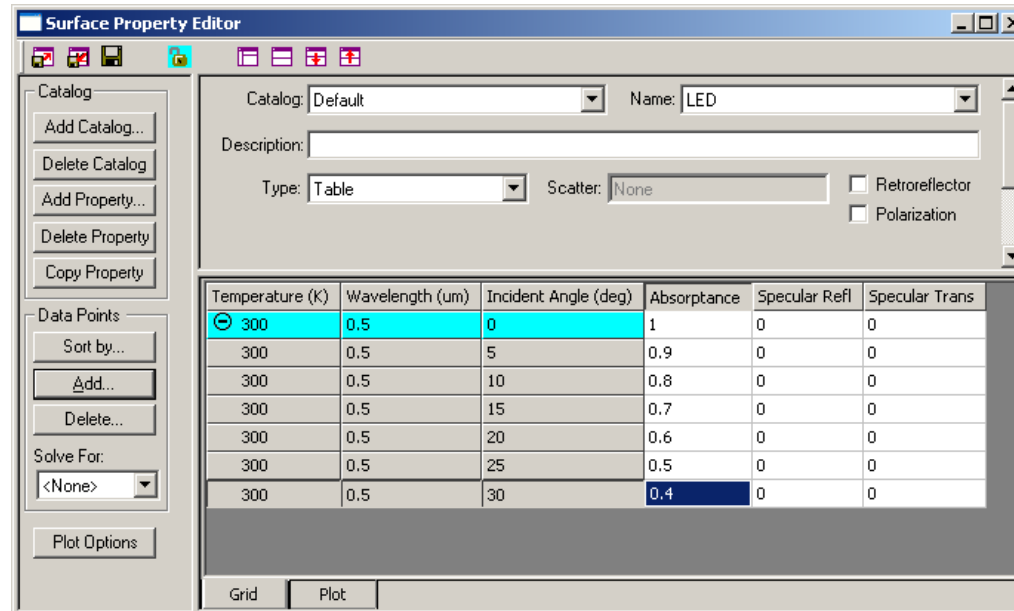 Surface Property Editor
Catalog
Add Catalog...
Delete Catalog
Add Property...
Delete Property
Copy Property
Data Points
Sort by...
Add...
Delete...
Solve For:
<None>
Plot Options
Catalog: Default Name: LED
Description:
Type: Table Scatter: None Retroreflector
Polarization
Temperature (K) Wavelength (um) Incident Angle (deg) Absorptance Specular Refl Specular Trans
300 0.5 0 1 0 0
300 0.5 5 0.9 0 0
300 0.5 10 0.8 0 0
300 0.5 15 0.7 0 0
300 0.5 20 0.6 0 0
300 0.5 25 0.5 0 0
300 0.5 30 0.4 0 0
Grid Plot